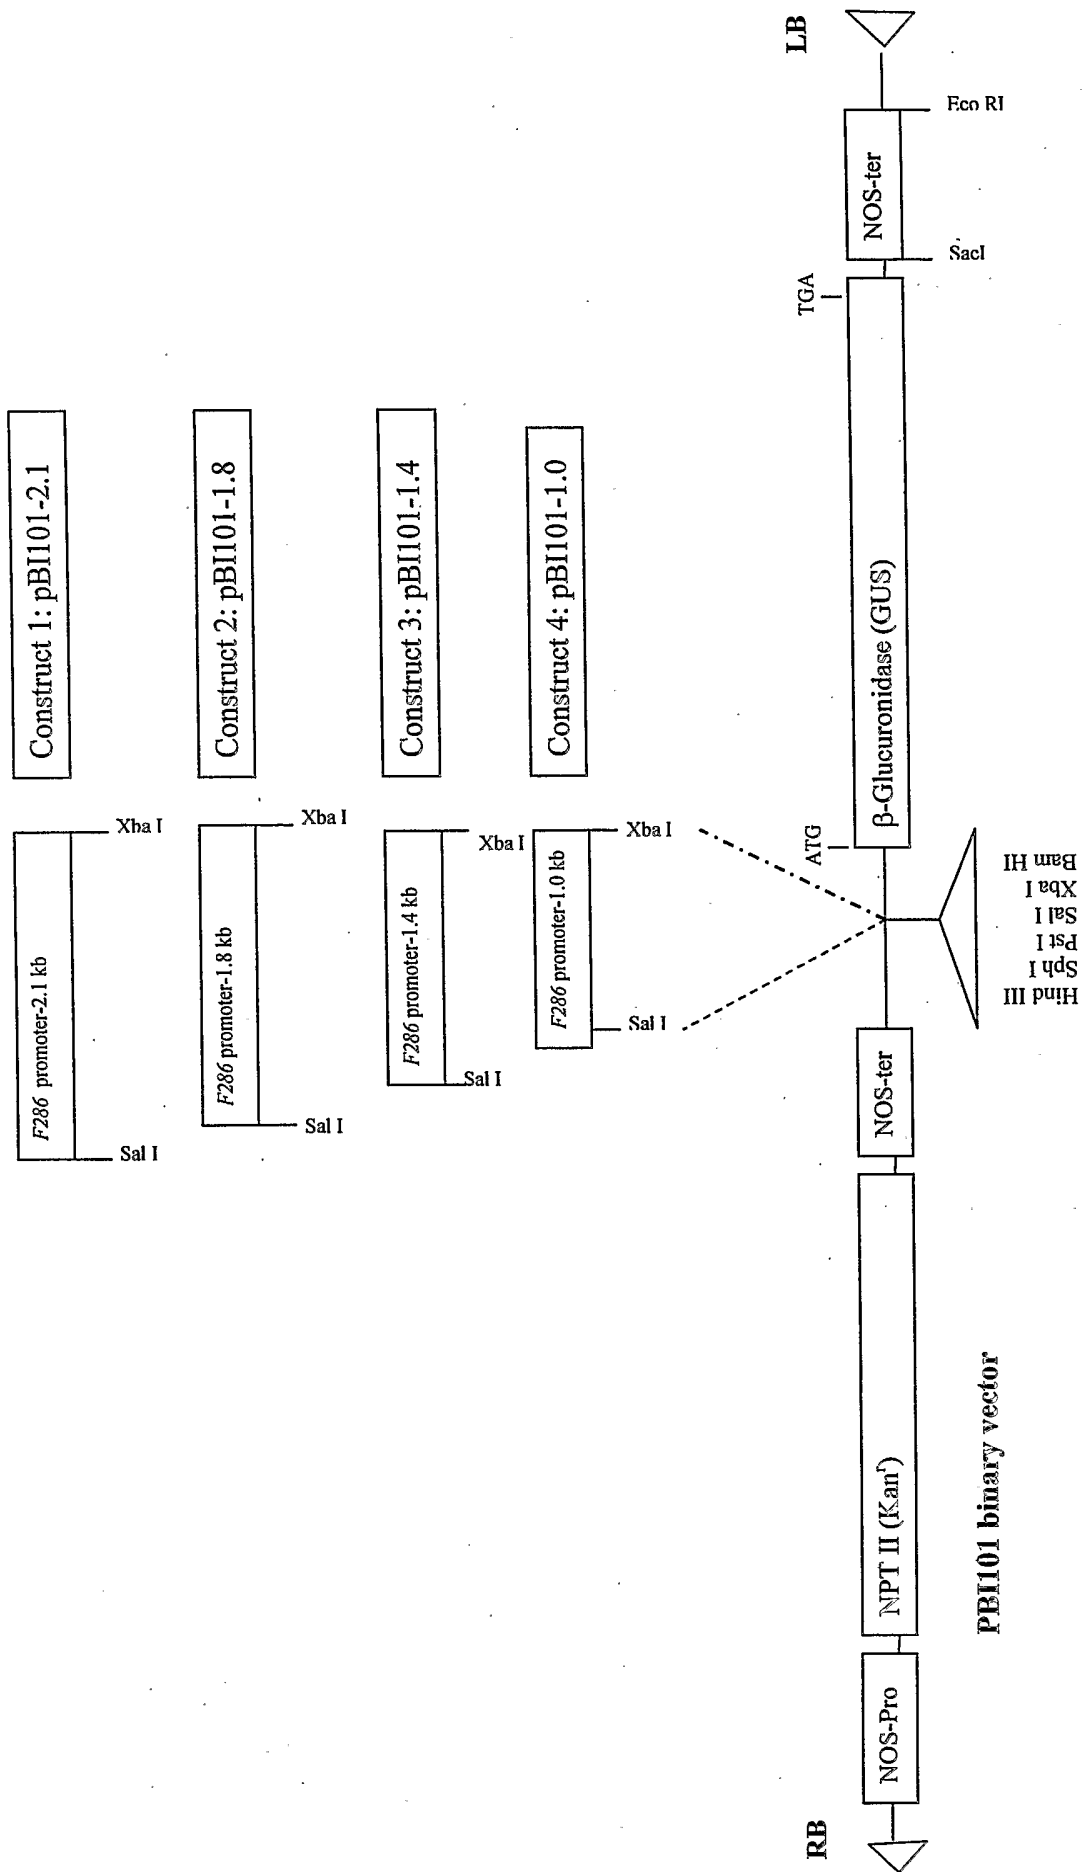 F286 promoter-2.1 kb
Sal I
Xba I
Construct 1: pBI101-2.1
F286 promoter-1.8 kb
Sal I
Xba I
Construct 2: pBI101-1.8
F286 promoter-1.4 kb
Sal I
Xba I
Construct 3: pBI101-1.4
F286 promoter-1.0 kb
Sal I
Xba I
Construct 4: pBI101-1.0
RB
LB
ATG
TGA
NOS-Pro
NPT II (Kanʳ)
NOS-ter
β-Glucuronidase (GUS)
NOS-ter
SacI
Eco RI
Hind III
Sph I
Pst I
Sal I
Xba I
Bam HI
PBI101 binary vector